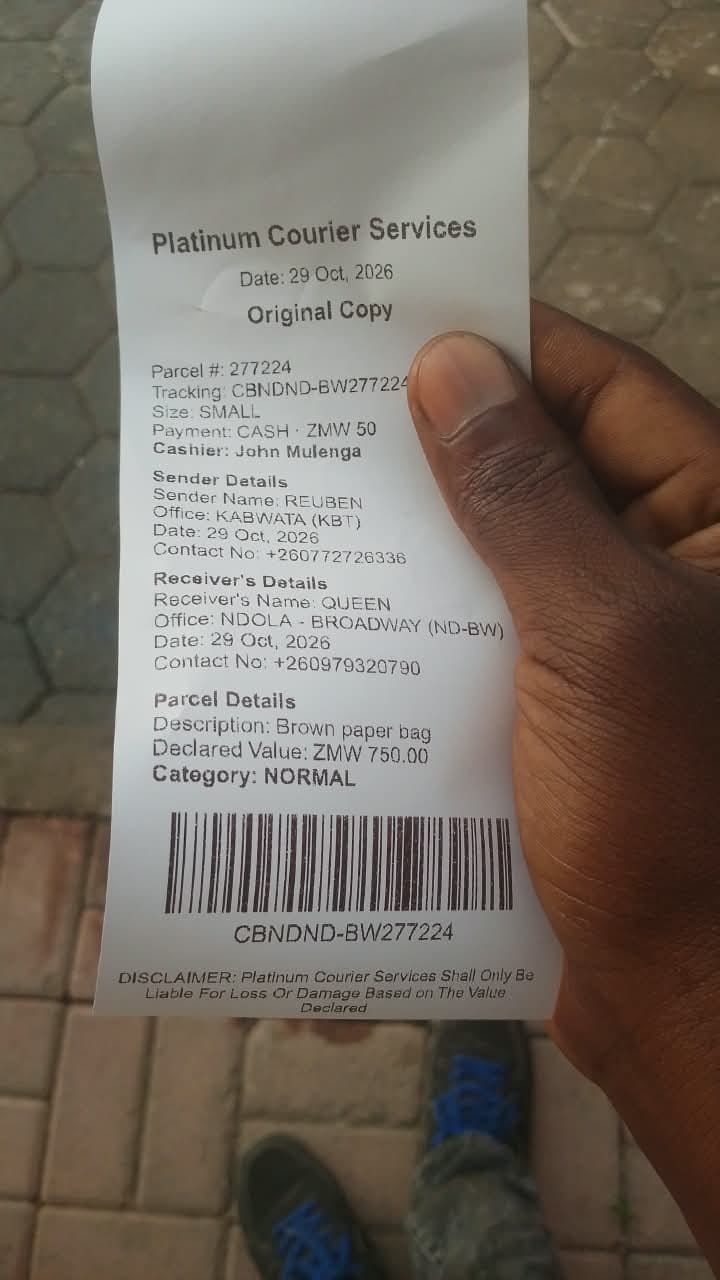 Platinum Courier Services
Date: 29 Oct, 2026
Original Copy
Parcel #: 277224
Tracking: CBNDND-BW277224
Size: SMALL
Payment: CASH · ZMW 50
Cashier: John Mulenga
Sender Details
Sender Name: REUBEN
Office: KABWATA (KBT)
Date: 29 Oct, 2026
Contact No: +260772726336
Receiver's Details
Receiver's Name: QUEEN
Office: NDOLA - BROADWAY (ND-BW)
Date: 29 Oct, 2026
Contact No: +260979320790
Parcel Details
Description: Brown paper bag
Declared Value: ZMW 750.00
Category: NORMAL
CBNDND-BW277224
DISCLAIMER: Platinum Courier Services Shall Only Be
Liable For Loss Or Damage Based on The Value
Declared